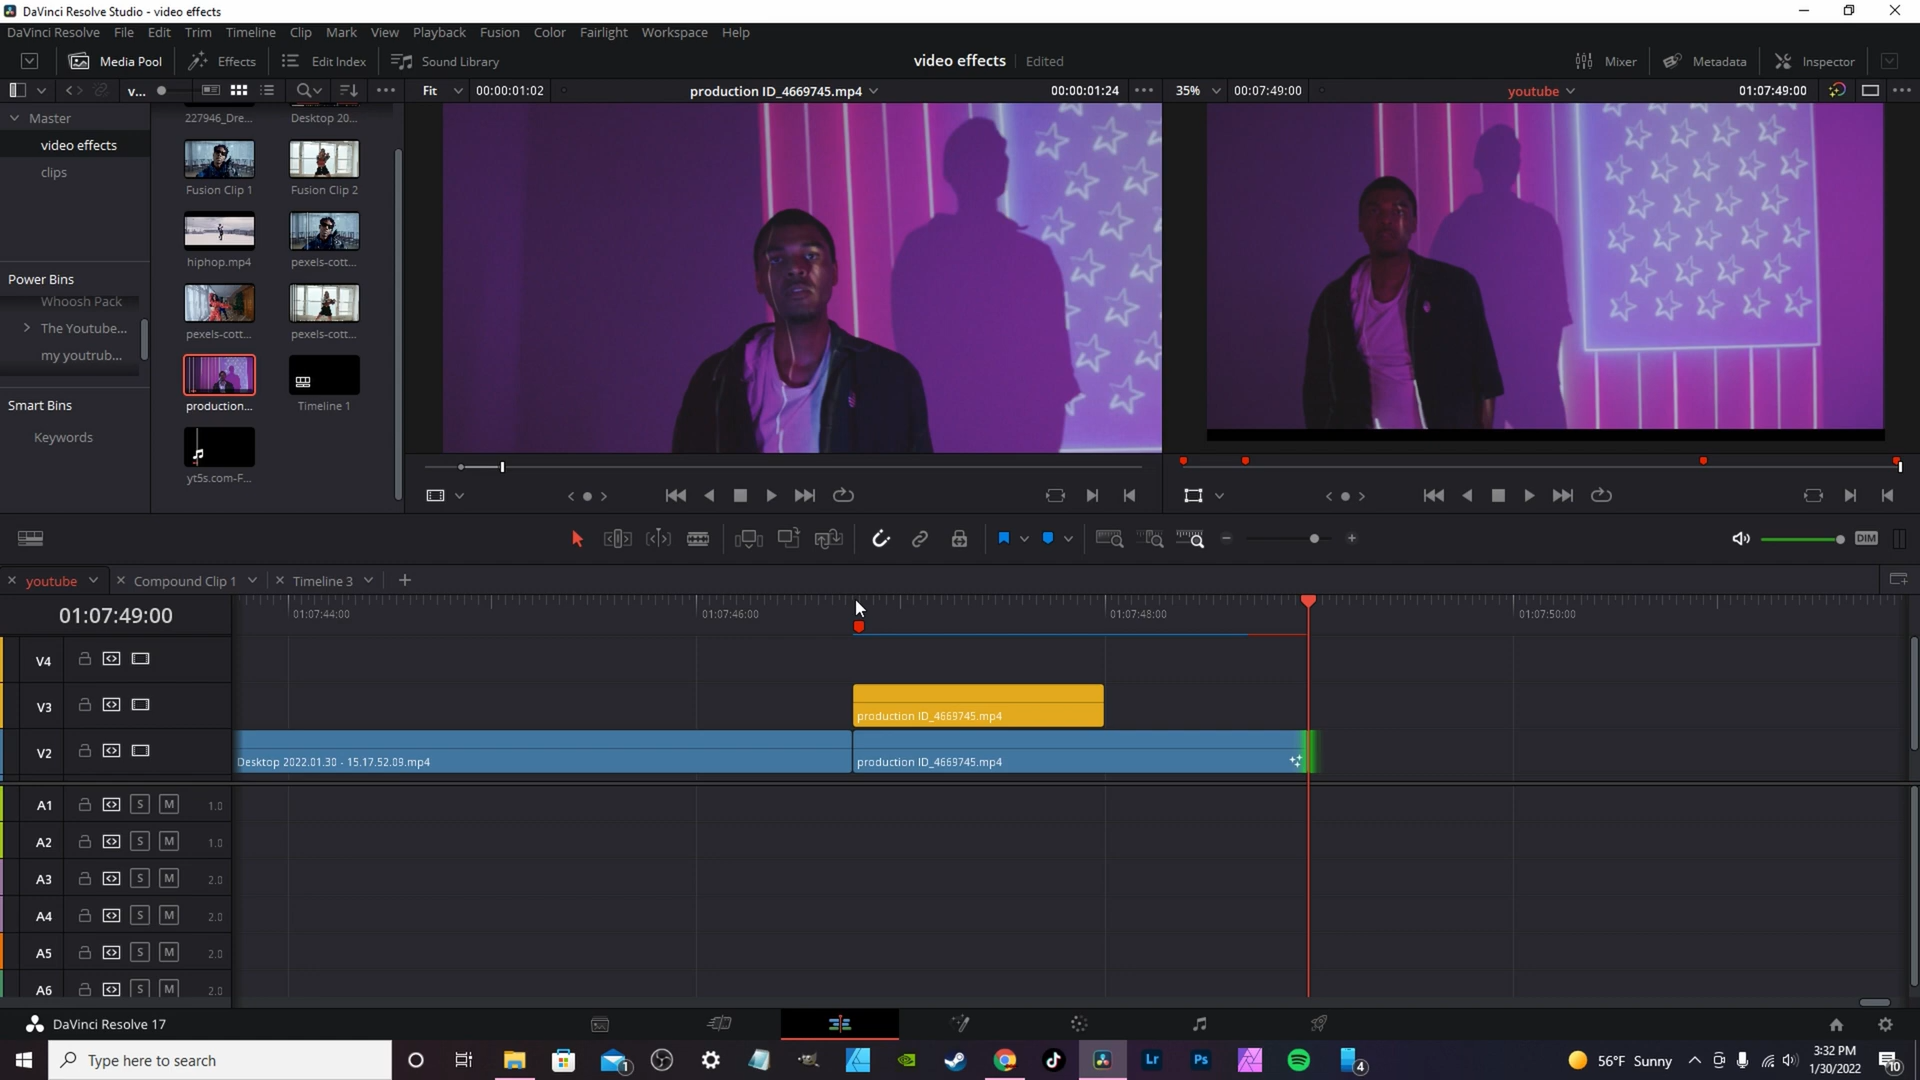 DaVinci Resolve Studio - video effects
DaVinci Resolve File Edit Trim Timeline Clip Mark View Playback Fusion Color Fairlight Workspace Help
Media Pool Effects Edit Index Sound Library video effects Edited Mixer Metadata Inspector
v... Fit 00:00:01:02 production ID_4669745.mp4 00:00:01:24 35% 00:07:49:00 youtube 01:07:49:00
Master
video effects
clips
Power Bins
Whoosh Pack
The Youtube...
my youtrub...
Smart Bins
Keywords
227946_Dre... Desktop 20...
Fusion Clip 1 Fusion Clip 2
hiphop.mp4 pexels-cott...
pexels-cott... pexels-cott...
production... Timeline 1
yt5s.com-F...
DIM
youtube Compound Clip 1 Timeline 3
01:07:49:00 01:07:44:00 01:07:46:00 01:07:48:00 01:07:50:00
V4
V3 production ID_4669745.mp4
V2 Desktop 2022.01.30 - 15.17.52.09.mp4 production ID_4669745.mp4
A1 S M 1.0
A2 S M 1.0
A3 S M 2.0
A4 S M 2.0
A5 S M 2.0
A6 S M 2.0
DaVinci Resolve 17
Type here to search 1 Lr Ps 4 56°F Sunny 3:32 PM
1/30/2022 10